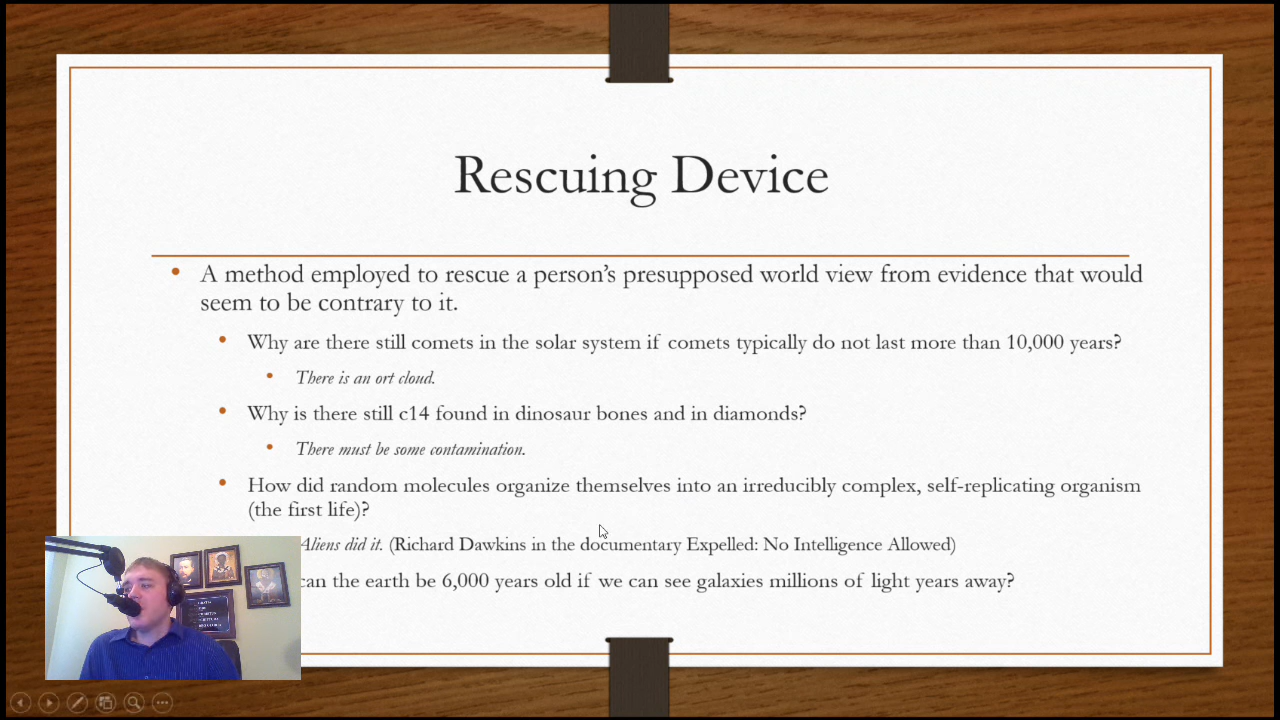 Rescuing Device
A method employed to rescue a person's presupposed world view from evidence that would
seem to be contrary to it.
Why are there still comets in the solar system if comets typically do not last more than 10,000 years?
There is an ort cloud.
Why is there still c14 found in dinosaur bones and in diamonds?
There must be some contamination.
How did random molecules organize themselves into an irreducibly complex, self-replicating organism
(the first life)?
Aliens did it. (Richard Dawkins in the documentary Expelled: No Intelligence Allowed)
can the earth be 6,000 years old if we can see galaxies millions of light years away?